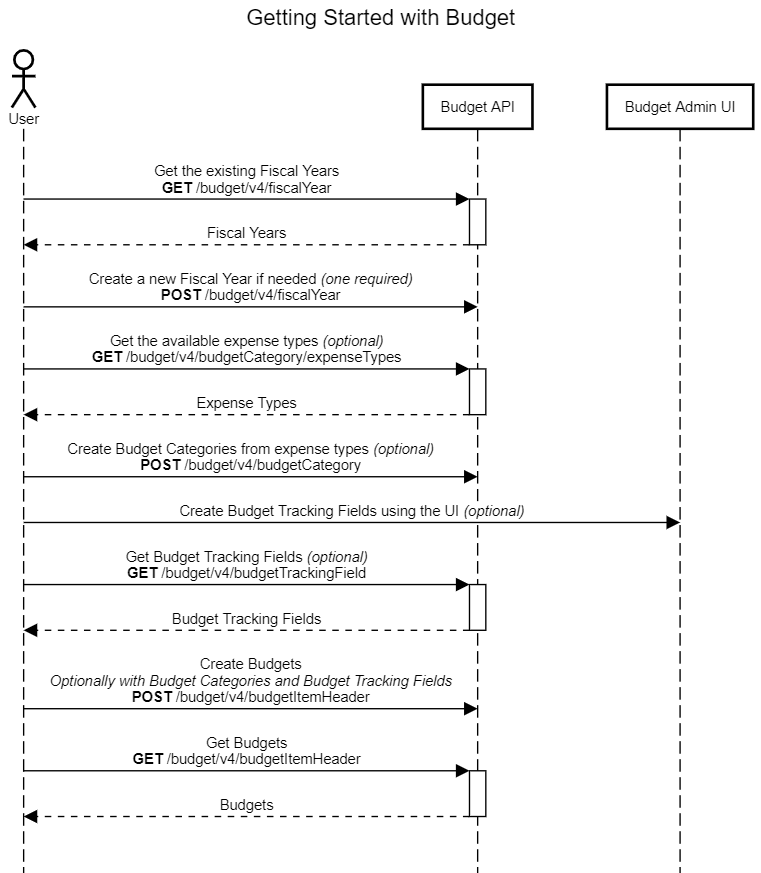 Getting Started with Budget
User
Budget API
Budget Admin UI
Get the existing Fiscal Years
GET /budget/v4/fiscalYear
Fiscal Years
Create a new Fiscal Year if needed (one required)
POST /budget/v4/fiscalYear
Get the available expense types (optional)
GET /budget/v4/budgetCategory/expenseTypes
Expense Types
Create Budget Categories from expense types (optional)
POST /budget/v4/budgetCategory
Create Budget Tracking Fields using the UI (optional)
Get Budget Tracking Fields (optional)
GET /budget/v4/budgetTrackingField
Budget Tracking Fields
Create Budgets
Optionally with Budget Categories and Budget Tracking Fields
POST /budget/v4/budgetItemHeader
Get Budgets
GET /budget/v4/budgetItemHeader
Budgets